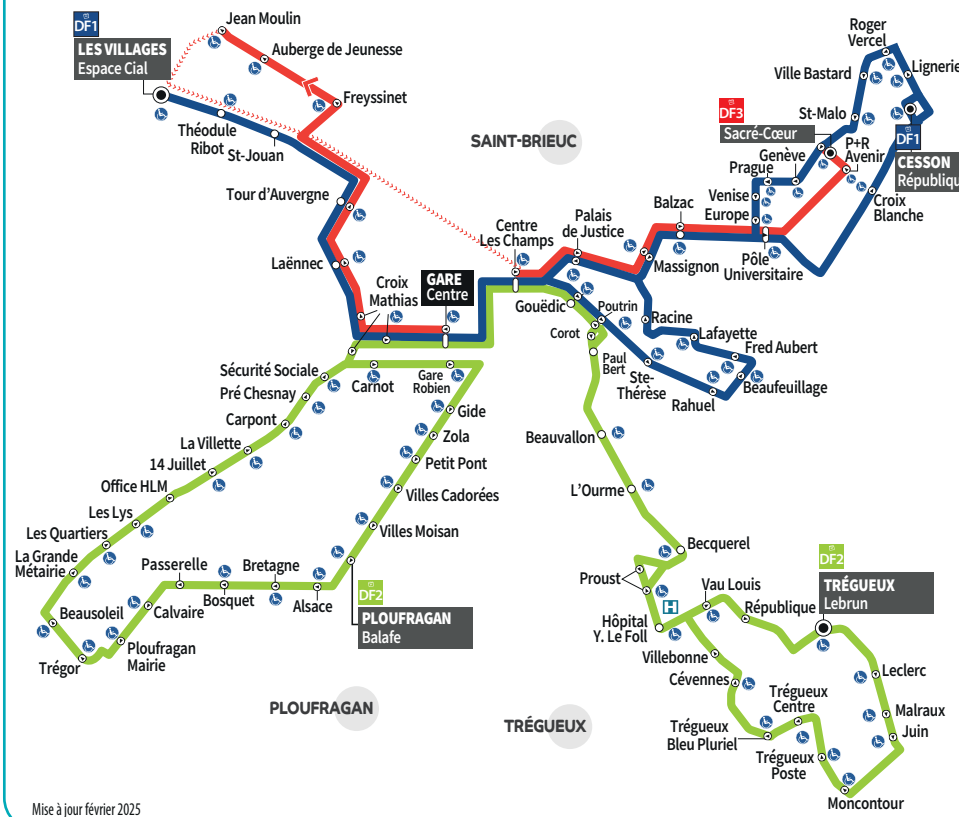 DF1
LES VILLAGES
Espace Cial
Jean Moulin
Auberge de Jeunesse
Freyssinet
Théodule
Ribot
St-Jouan
Tour d'Auvergne
Laënnec
Croix
Mathias
GARE
Centre
SAINT-BRIEUC
Centre
Les Champs
Palais
de Justice
Balzac
Massignon
Gouëdic
Poutrin
Corot
Paul
Bert
Ste-
Thérèse
Racine
Lafayette
Fred Aubert
Beaufeuillage
Rahuel
Roger
Vercel
Ville Bastard
Lignerie
St-Malo
DF3
Sacré-Cœur
P+R
Avenir
DF1
CESSON
République
Genève
Prague
Venise
Europe
Croix
Blanche
Pôle
Universitaire
Sécurité Sociale
Pré Chesnay
Carpont
La Villette
14 Juillet
Office HLM
Les Lys
Les Quartiers
La Grande
Métairie
Beausoleil
Trégor
Ploufragan
Mairie
Calvaire
Passerelle
Bosquet
Bretagne
Alsace
DF2
PLOUFRAGAN
Balafe
Carnot
Gare
Robien
Gide
Zola
Petit Pont
Villes Cadorées
Villes Moisan
Beauvallon
L'Ourme
Becquerel
Proust
H
Hôpital
Y. Le Foll
Vau Louis
République
DF2
TRÉGUEUX
Lebrun
Villebonne
Cévennes
Trégueux
Centre
Trégueux
Bleu Pluriel
Trégueux
Poste
Leclerc
Malraux
Juin
Moncontour
PLOUFRAGAN
TRÉGUEUX
Mise à jour février 2025